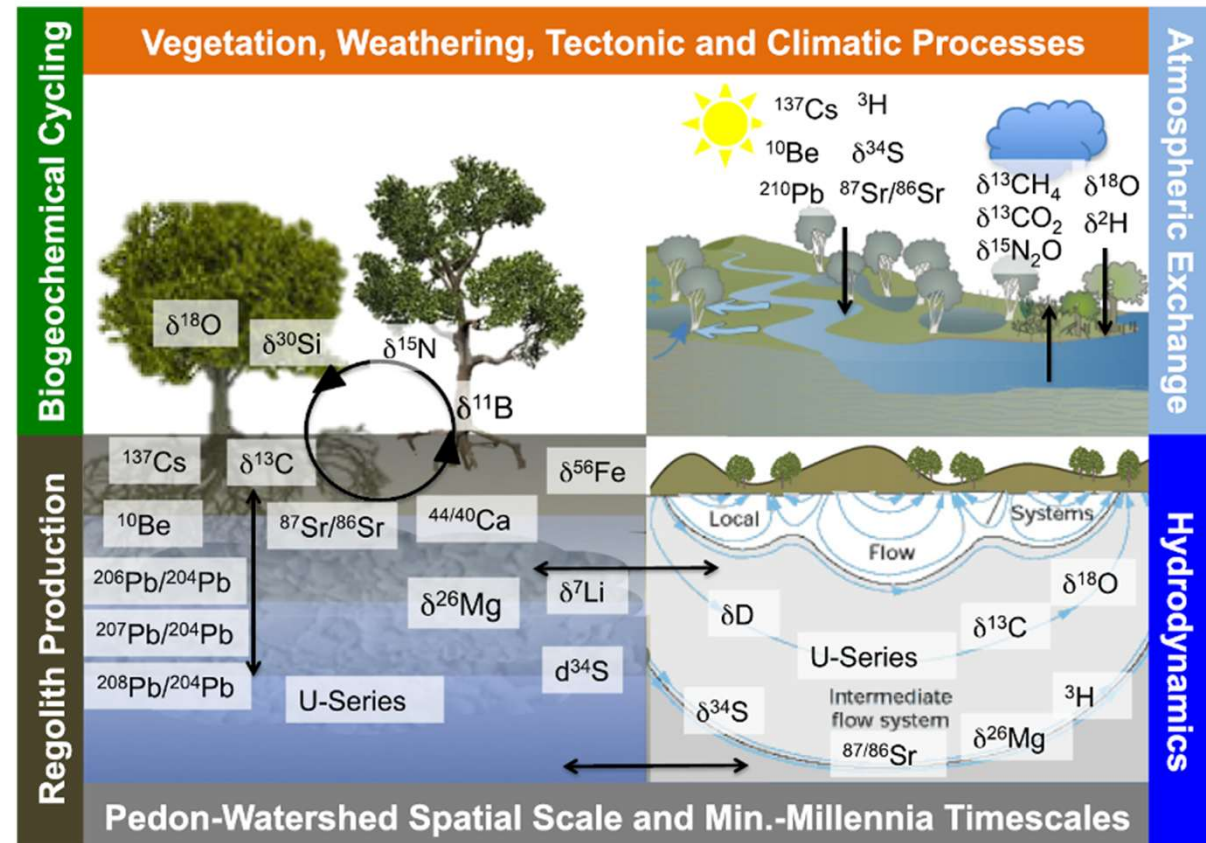 Vegetation, Weathering, Tectonic and Climatic Processes
Biogeochemical Cycling
Atmospheric Exchange
¹³⁷Cs ³H
¹⁰Be δ³⁴S
²¹⁰Pb ⁸⁷Sr/⁸⁶Sr
δ¹³CH₄ δ¹⁸O
δ¹³CO₂ δ²H
δ¹⁵N₂O
δ¹⁸O
δ³⁰Si
δ¹⁵N
δ¹¹B
Regolith Production
Hydrodynamics
¹³⁷Cs
δ¹³C
δ⁵⁶Fe
¹⁰Be
⁸⁷Sr/⁸⁶Sr
⁴⁴/⁴⁰Ca
²⁰⁶Pb/²⁰⁴Pb
δ²⁶Mg
δ⁷Li
²⁰⁷Pb/²⁰⁴Pb
d³⁴S
²⁰⁸Pb/²⁰⁴Pb
U-Series
Local
Flow
Systems
δD
δ¹⁸O
δ¹³C
U-Series
δ³⁴S
Intermediate
flow system
³H
δ²⁶Mg
⁸⁷/⁸⁶Sr
Pedon-Watershed Spatial Scale and Min.-Millennia Timescales